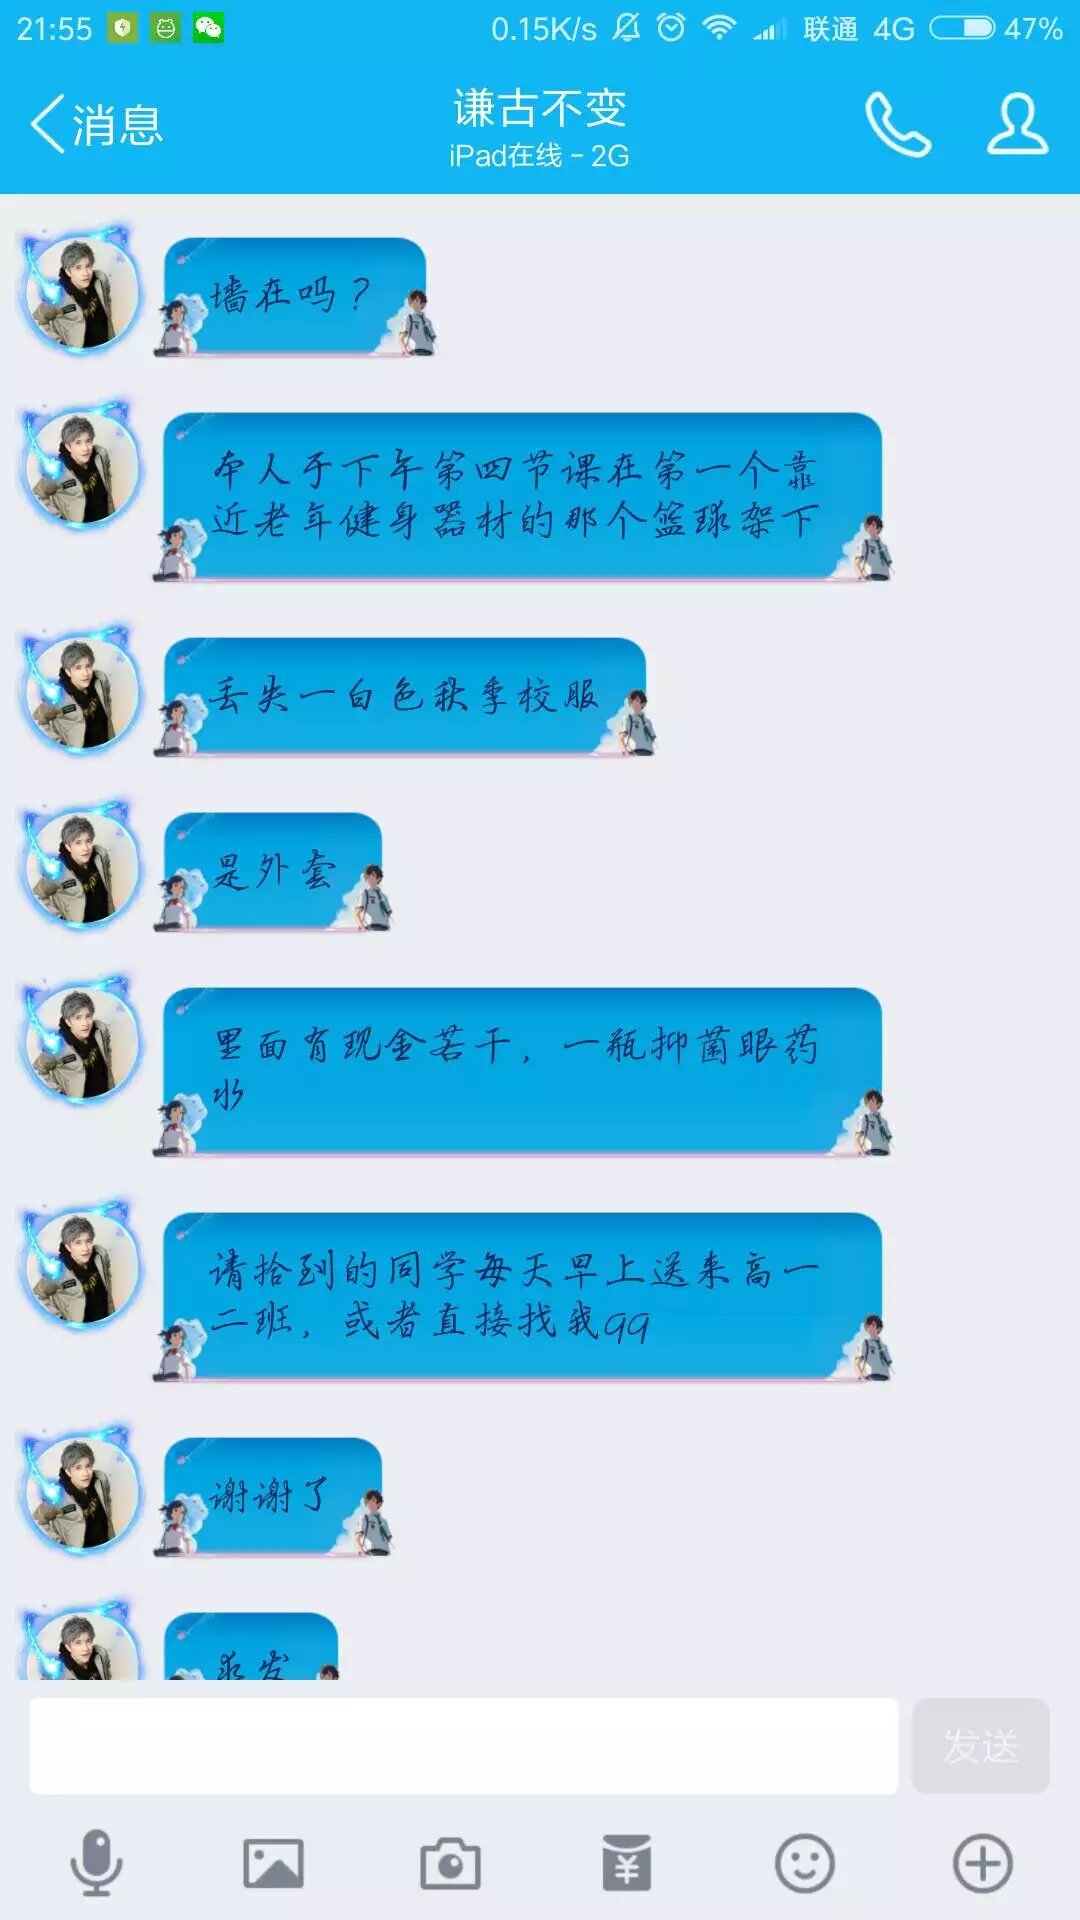 21:55 0.15K/s 联通 4G 47%
消息
谦古不变
iPad在线 - 2G
墙在吗？
本人于下午第四节课在第一个靠
近老年健身器材的那个篮球架下
丢失一白色秋季校服
是外套
里面有现金若干，一瓶抑菌眼药
水
请拾到的同学每天早上送来高一
二班，或者直接找我qq
谢谢了
求发
发送